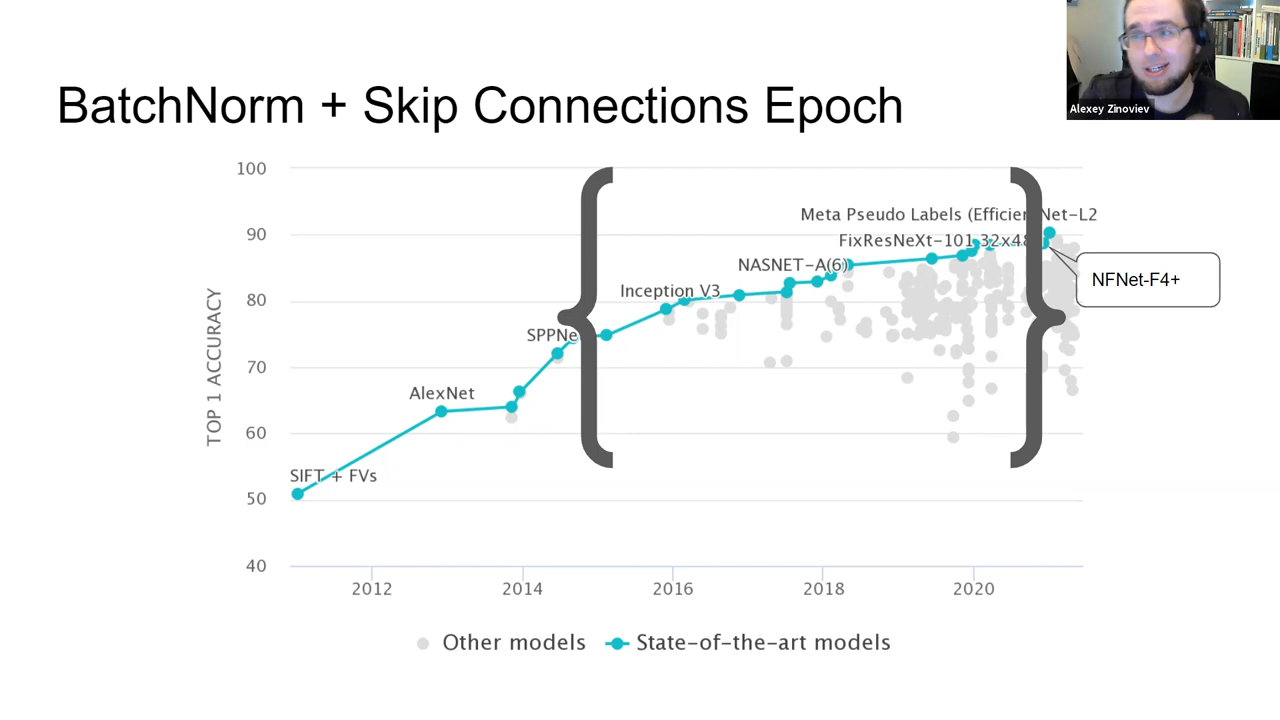 Alexey Zinoviev
BatchNorm + Skip Connections Epoch
100
90
80
70
60
50
40
TOP 1 ACCURACY
Meta Pseudo Labels (Efficien Net-L2
FixResNeXt-101 32x48
NASNET-A(6)
Inception V3
SPPNe
AlexNet
SIFT + FVs
NFNet-F4+
2012
2014
2016
2018
2020
Other models
State-of-the-art models